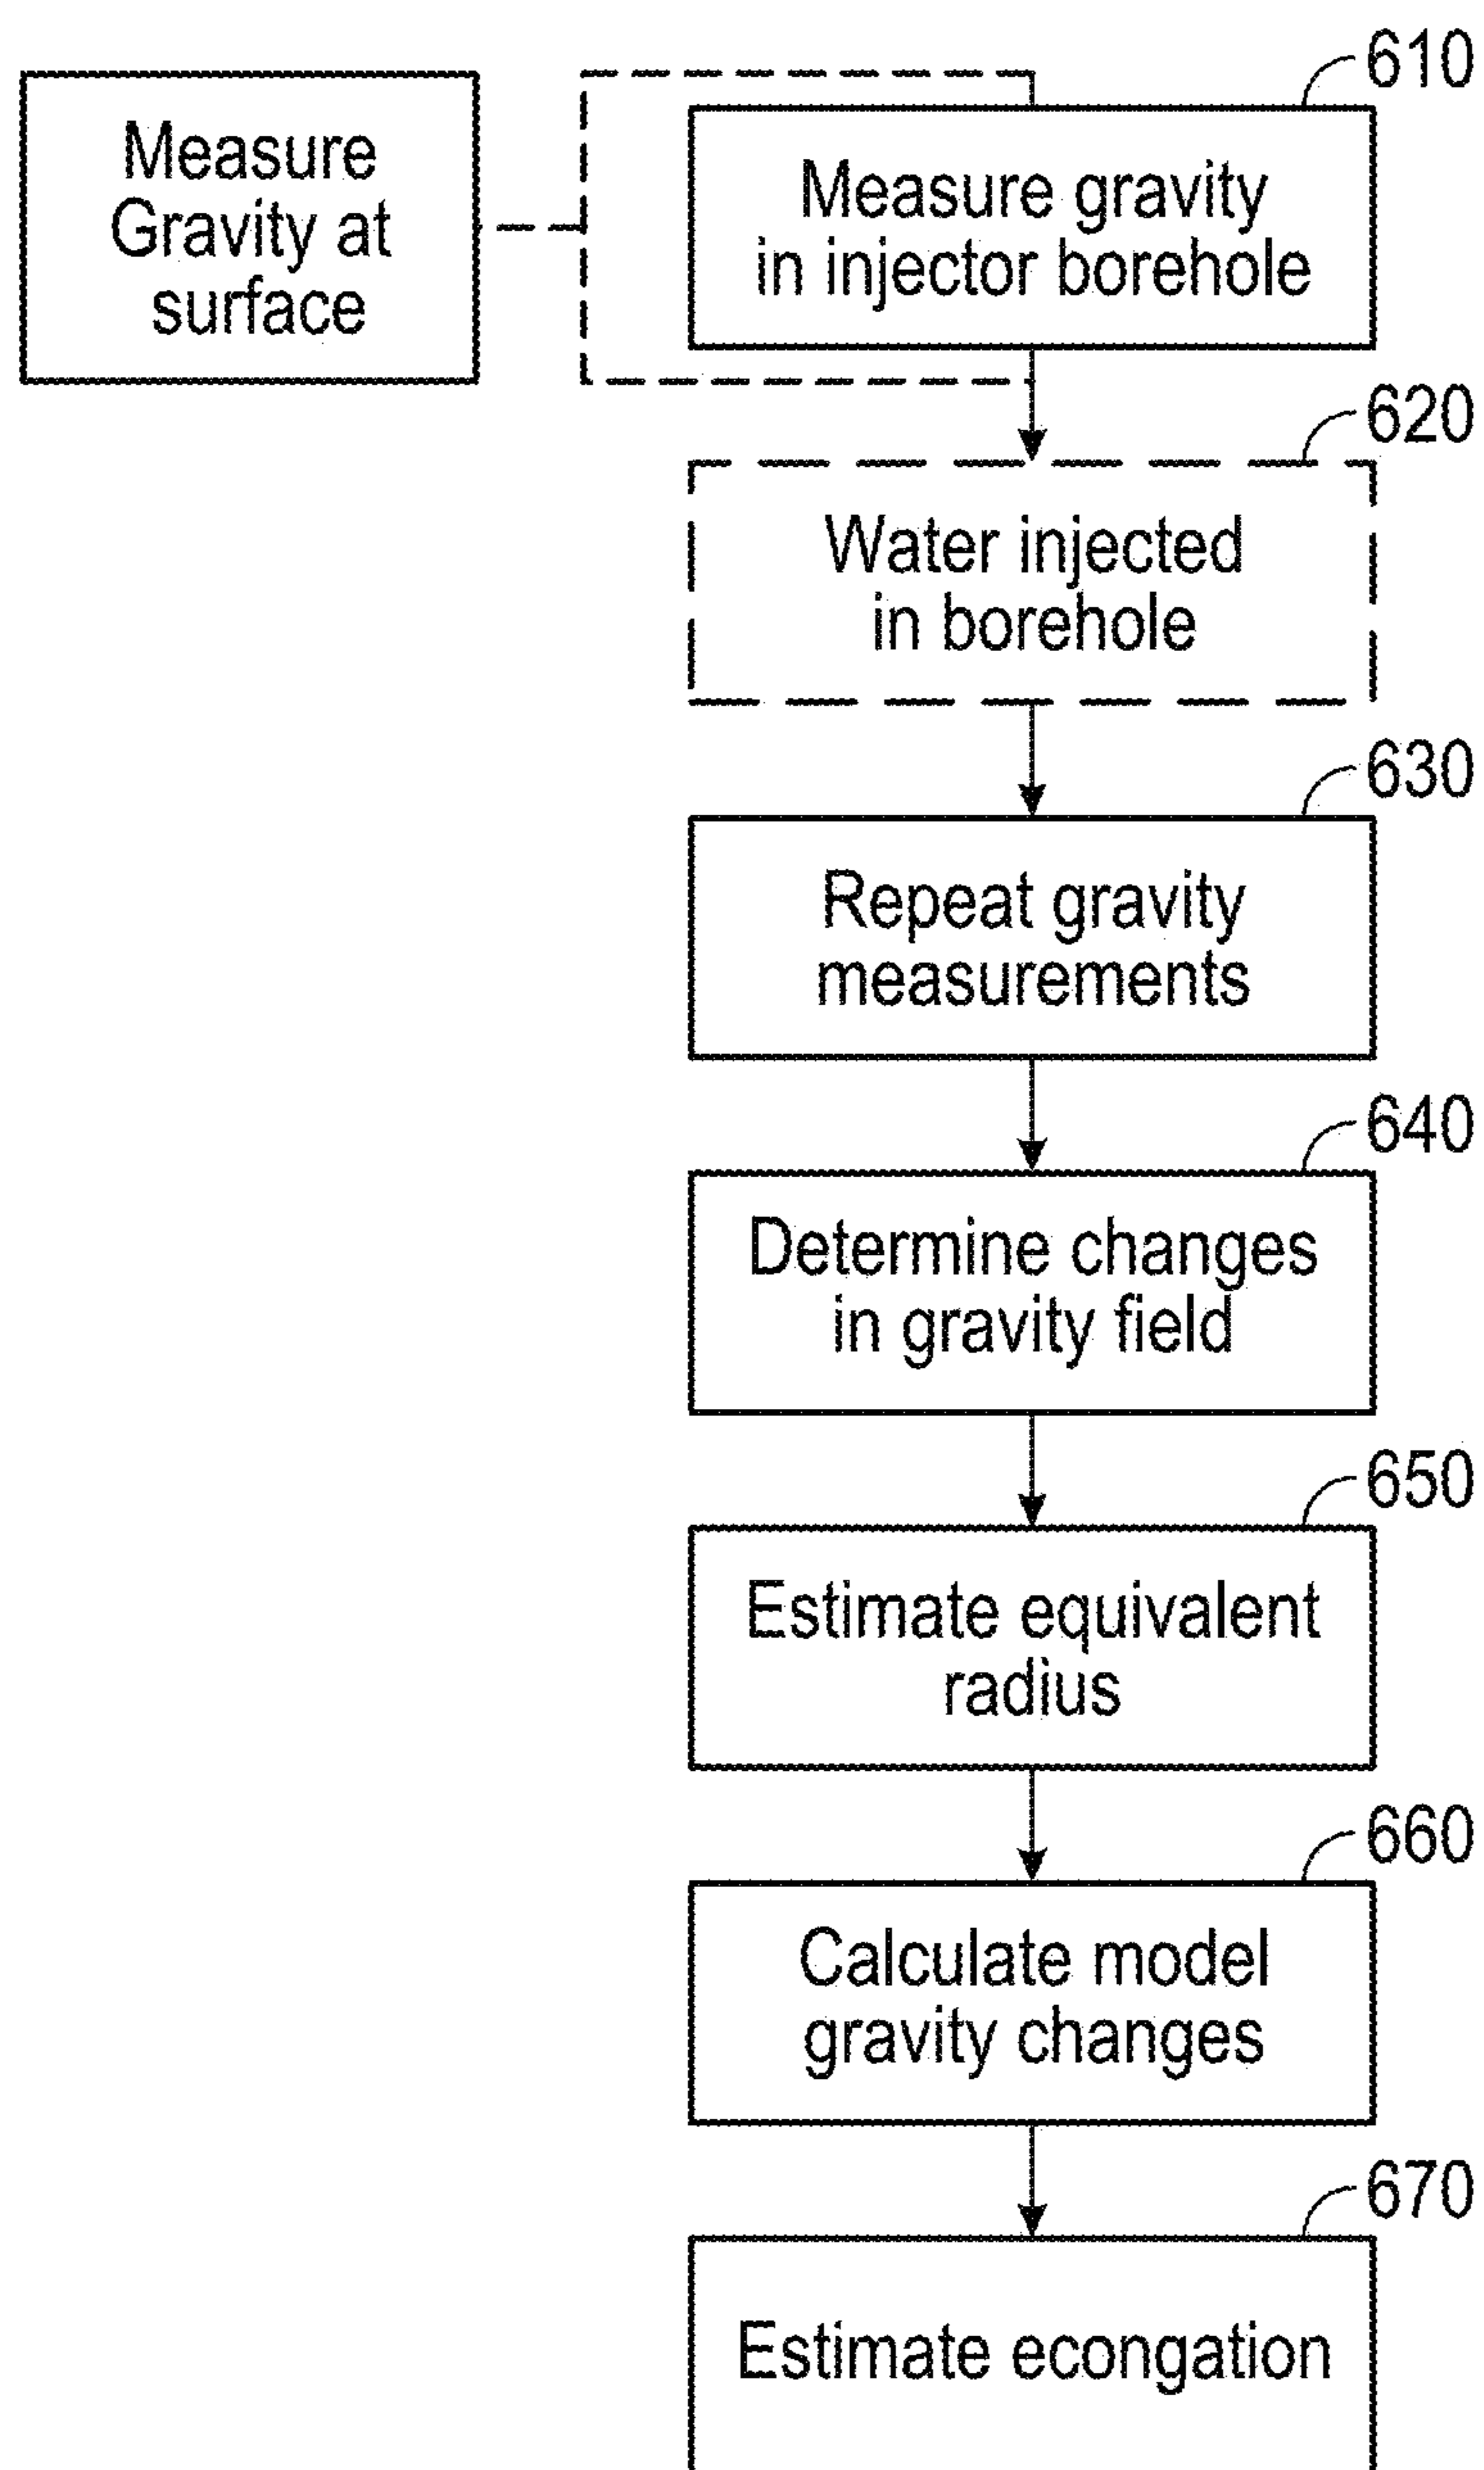 Measure
Gravity at
surface
610
Measure gravity
in injector borehole
620
Water injected
in borehole
630
Repeat gravity
measurements
640
Determine changes
in gravity field
650
Estimate equivalent
radius
660
Calculate model
gravity changes
670
Estimate econgation